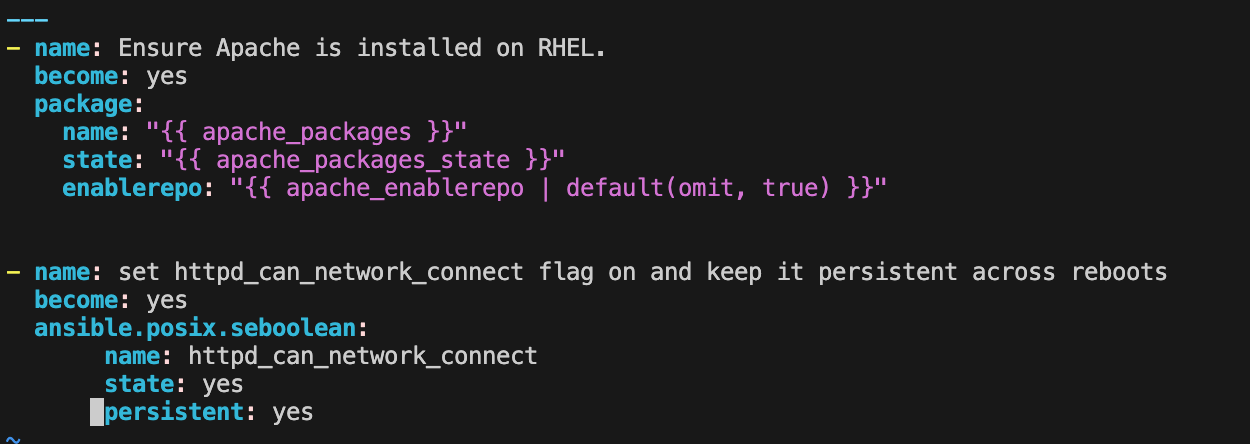 ---
- name: Ensure Apache is installed on RHEL.
  become: yes
  package:
    name: "{{ apache_packages }}"
    state: "{{ apache_packages_state }}"
    enablerepo: "{{ apache_enablerepo | default(omit, true) }}"
- name: set httpd_can_network_connect flag on and keep it persistent across reboots
  become: yes
  ansible.posix.seboolean:
       name: httpd_can_network_connect
       state: yes
       persistent: yes
~